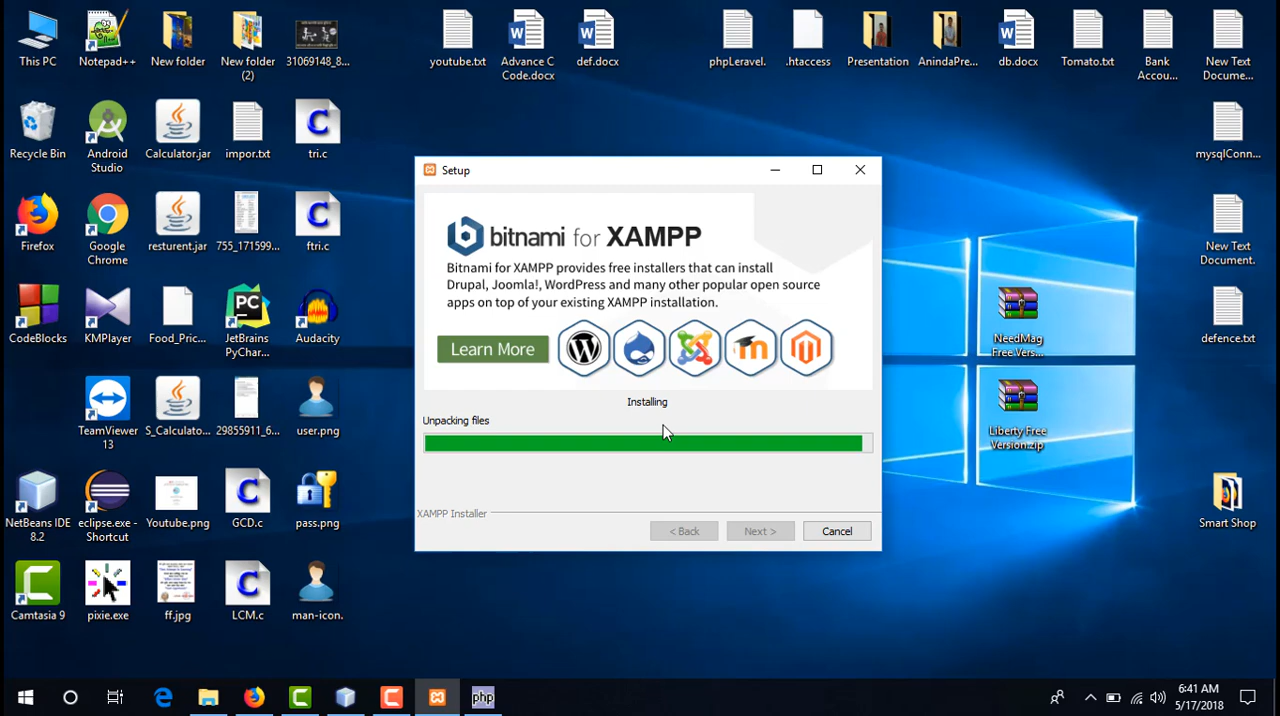 This PC
Notepad++
New folder
New folder
(2)
31069148_8...
youtube.txt
Advance C
Code.docx
def.docx
phpLeravel.
.htaccess
Presentation
AnindaPre...
db.docx
Tomato.txt
Bank
Accou...
New Text
Docume...
Recycle Bin
Android
Studio
Calculator.jar
impor.txt
tri.c
mysqlConn...
Firefox
Google
Chrome
resturent.jar
755_171599...
ftri.c
New Text
Document.
CodeBlocks
KMPlayer
Food_Pric...
JetBrains
PyChar...
Audacity
NeedMag
Free Vers...
defence.txt
TeamViewer
13
S_Calculato...
29855911_6...
user.png
Liberty Free
Version.zip
NetBeans IDE
8.2
eclipse.exe -
Shortcut
Youtube.png
GCD.c
pass.png
Smart Shop
Camtasia 9
pixie.exe
ff.jpg
LCM.c
man-icon.
Setup
bitnami for XAMPP
Bitnami for XAMPP provides free installers that can install
Drupal, Joomla!, WordPress and many other popular open source
apps on top of your existing XAMPP installation.
Learn More
Installing
Unpacking files
XAMPP Installer
< Back
Next >
Cancel
php
6:41 AM
5/17/2018